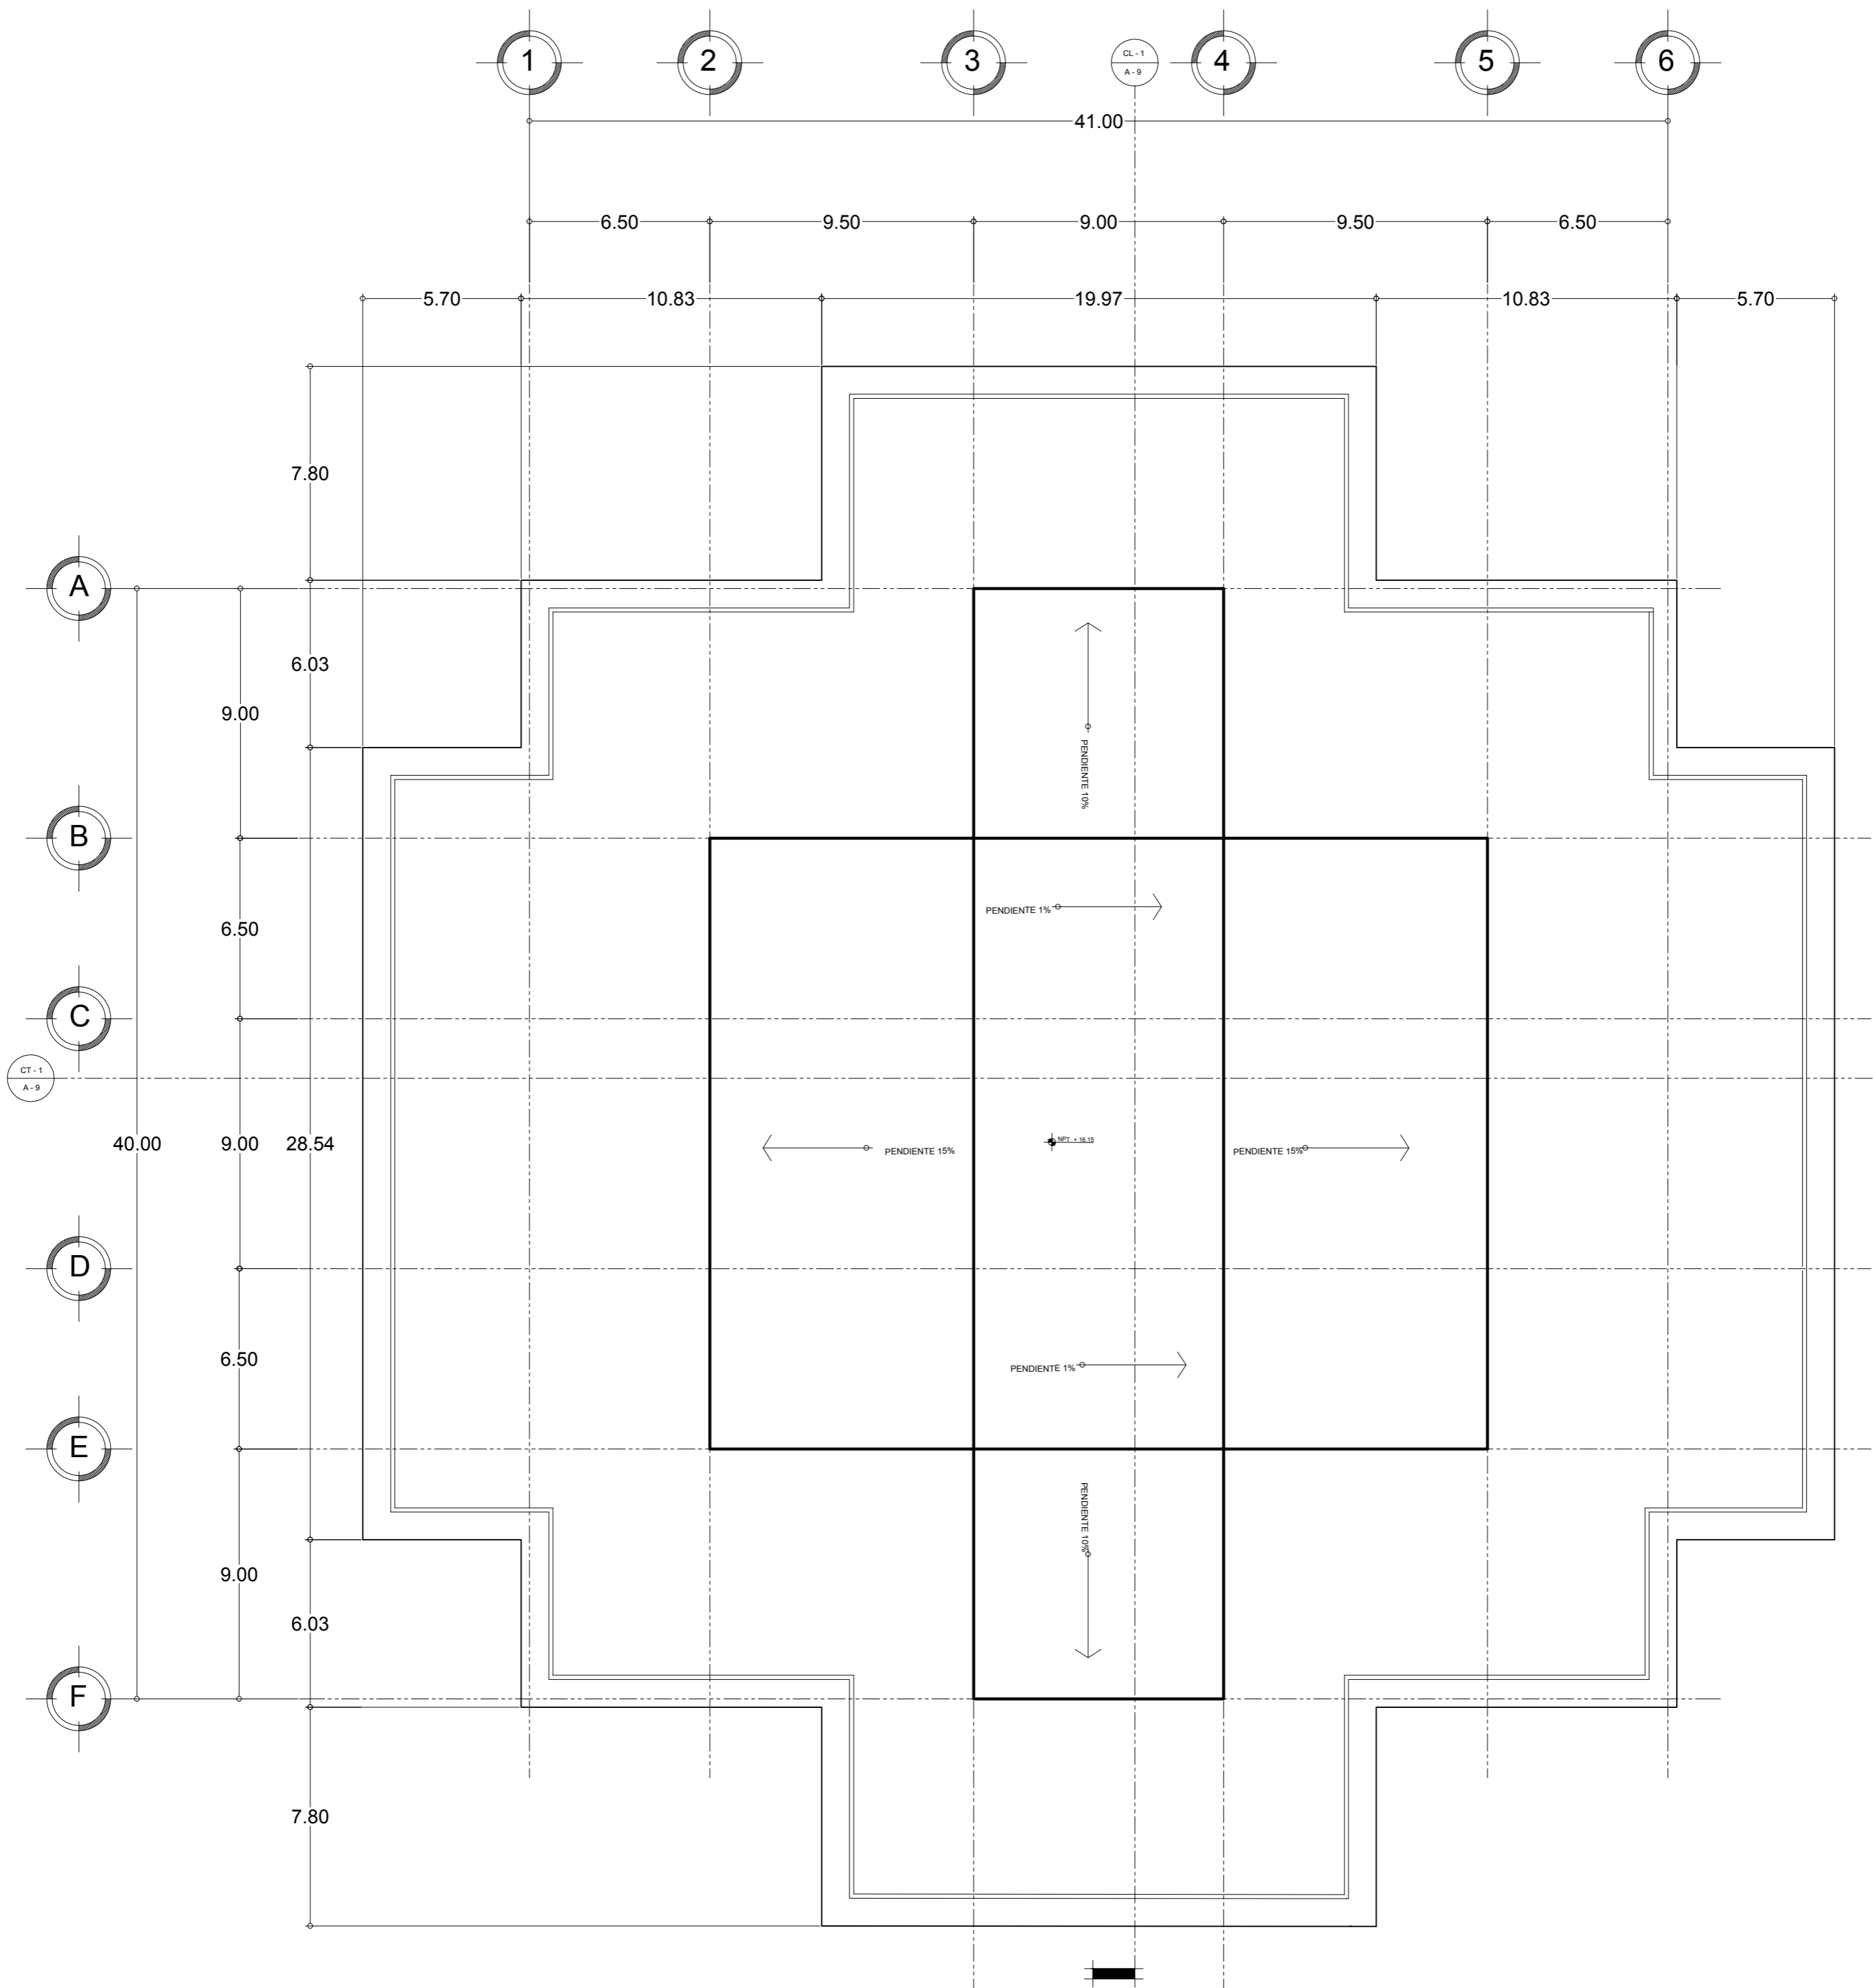 1
2
3
CL - 1
A - 9
4
5
6
41.00
6.50
9.50
9.00
9.50
6.50
5.70
10.83
19.97
10.83
5.70
7.80
A
6.03
9.00
PENDIENTE 10%
B
PENDIENTE 1%
6.50
C
CT - 1
A - 9
40.00
9.00
28.54
PENDIENTE 15%
NPT. + 16.15
PENDIENTE 15%
D
6.50
PENDIENTE 1%
E
PENDIENTE 10%
9.00
6.03
F
7.80